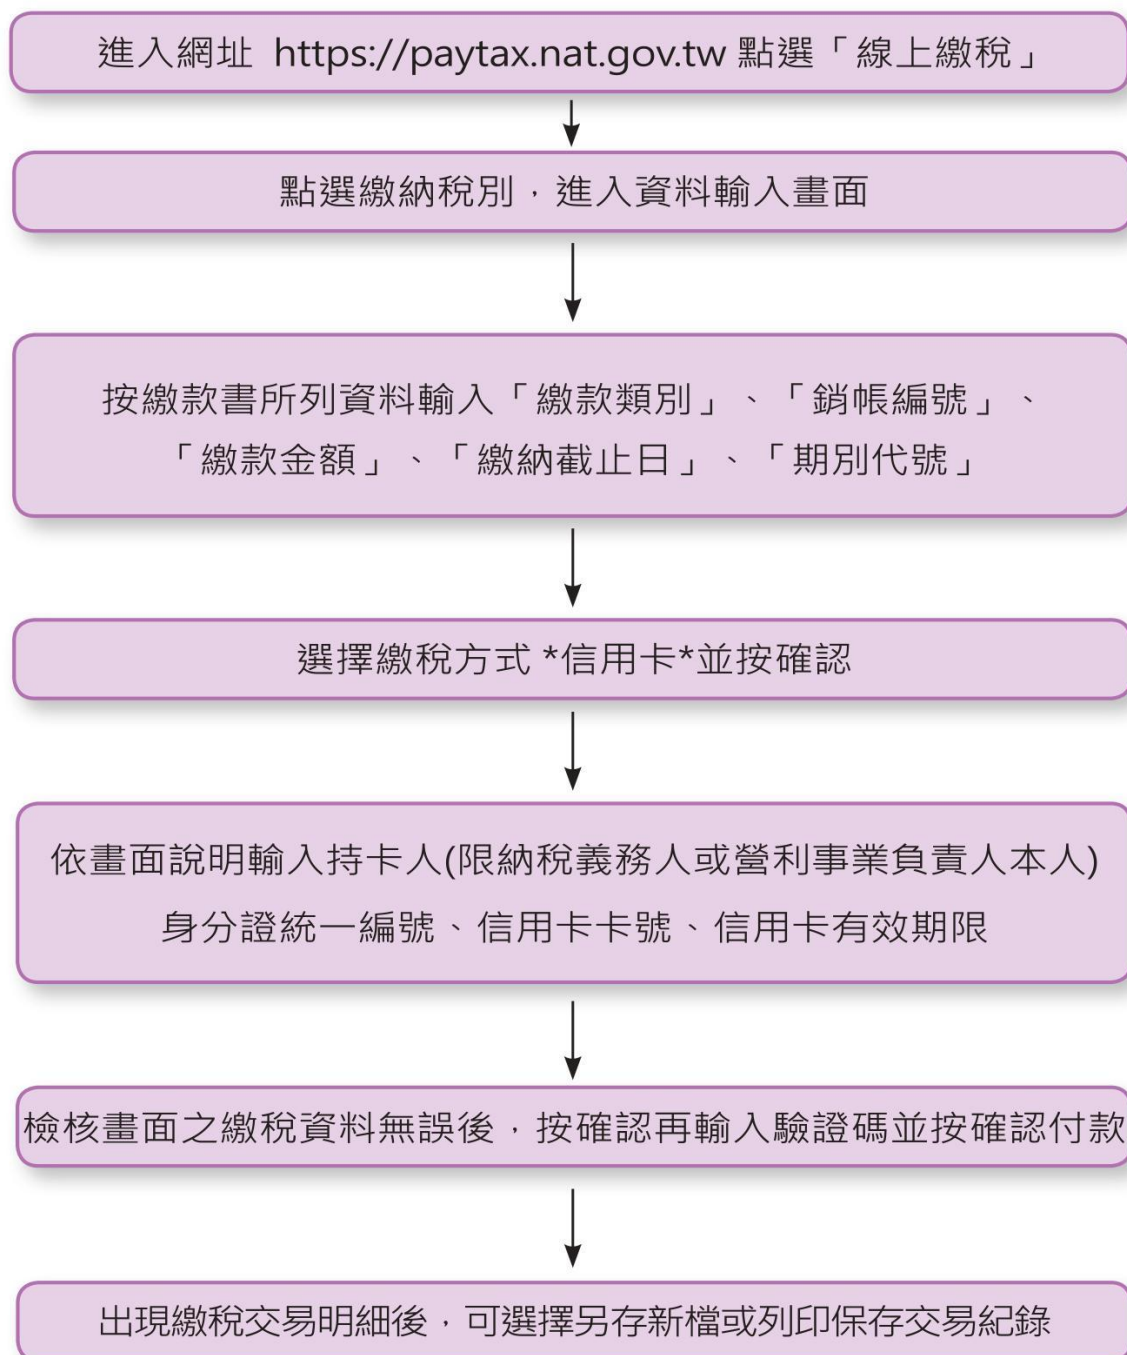 進入網址 https://paytax.nat.gov.tw 點選「線上繳稅」
點選繳納稅別，進入資料輸入畫面
按繳款書所列資料輸入「繳款類別」、「銷帳編號」、
「繳款金額」、「繳納截止日」、「期別代號」
選擇繳稅方式 *信用卡*並按確認
依畫面說明輸入持卡人(限納稅義務人或營利事業負責人本人)
身分證統一編號、信用卡卡號、信用卡有效期限
檢核畫面之繳稅資料無誤後，按確認再輸入驗證碼並按確認付款
出現繳稅交易明細後，可選擇另存新檔或列印保存交易紀錄